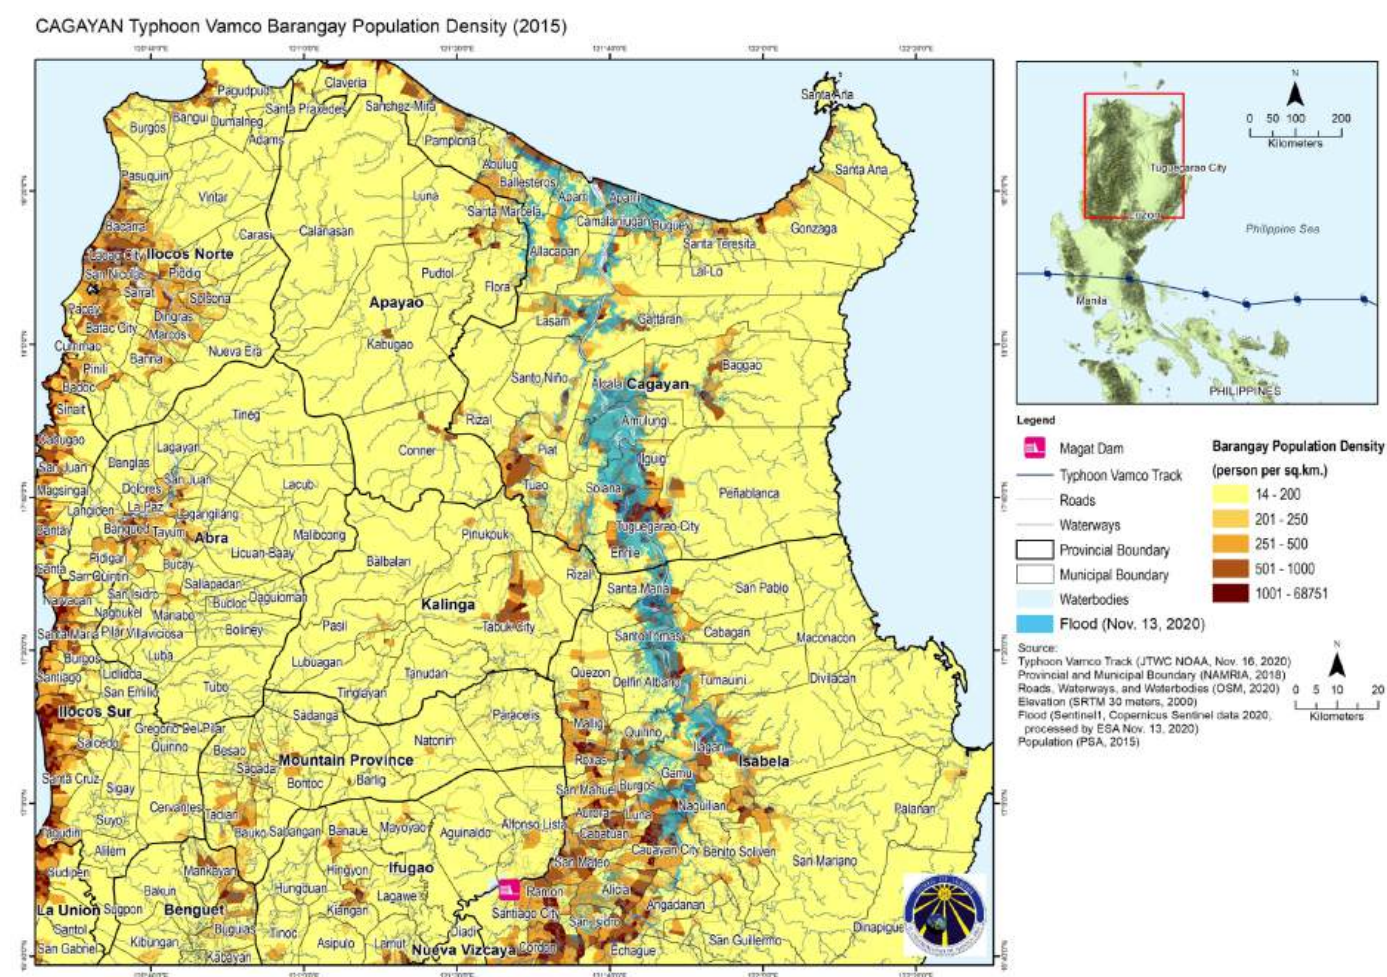 CAGAYAN Typhoon Vamco Barangay Population Density (2015)
Claveria
Pagudpud
Santa Praxedes
Sanchez-Mira
Santa Ana
Bangui
Dumalneg
Burgos
Adams
Pamplona
Abulug
Ballesteros
Santa Ana
Pasuquin
Vintar
Luna
Aparri
Aparri
Santa Marcela
Camalaniugan
Buguey
Gonzaga
Bacarra
Carasi
Calanasan
Santa Teresita
Allacapan
Laoag City
Ilocos Norte
San Nicolas
Piddig
Pudtol
Lal-Lo
Flora
Sarrat
Solsona
Apayao
Paoay
Dingras
Lasam
Gattaran
Batac City
Marcos
Currimao
Banna
Nueva Era
Kabugao
Pinili
Baggao
Badoc
Santo Niño
Alcala
Cagayan
Sinait
Tineg
Rizal
Amulung
Cabugao
Lagayan
Conner
Piat
Iguig
San Juan
Danglas
San Juan
Tuao
Solana
Peñablanca
Magsingal
Dolores
Lacub
La Paz
Lagangilang
Langiden
Tuguegarao City
Bantay
Bangued
Tayum
Abra
Malibcong
Pinukpuk
Enrile
Pidigan
Licuan-Baay
Balbalan
Bucay
Rizal
San Quintin
Sallapadan
Santa Maria
San Pablo
San Isidro
Daguioman
Narvacan
Bucloc
Kalinga
Nagbukel
Manabo
Pasil
Tabuk City
Santa Maria
Pilar
Villaviciosa
Boliney
Santo Tomas
Cabagan
Maconacon
Burgos
Luba
Lubuagan
Tanudan
Quezon
Santiago
Lidlidda
Delfin Albano
Tumauini
Divilacan
San Emilio
Tubo
Tinglayan
Ilocos Sur
Sadanga
Paracelis
Mallig
Gregorio Del Pilar
Quirino
Salcedo
Besao
Natonin
Ilagan
Sagada
Mountain Province
Roxas
Isabela
Santa Cruz
Bontoc
Barlig
Gamu
Sigay
San Manuel
Burgos
Cervantes
Naguilian
Palanan
Tadian
Suyo
Aurora
Luna
Tagudin
Bauko
Sabangan
Banaue
Mayoyao
Aguinaldo
Alfonso Lista
Cabatuan
Alilem
Cauayan City
Benito Soliven
Sudipen
Mankayan
Hingyon
Ifugao
San Mateo
San Mariano
Bakun
Hungduan
Lagawe
Ramon
Alicia
La Union
Sugpon
Benguet
Kiangan
Santiago City
Angadanan
Santol
Buguias
Tinoc
Diadi
San Isidro
Dinapigue
San Gabriel
Kibungan
Kabayan
Asipulo
Lamut
Nueva Vizcaya
Cordon
Echague
San Guillermo
N
0 50 100 200
Kilometers
Tuguegarao City
Luzon
Philippine Sea
Manila
PHILIPPINES
Legend
Magat Dam
Typhoon Vamco Track
Roads
Waterways
Provincial Boundary
Municipal Boundary
Waterbodies
Flood (Nov. 13, 2020)
Barangay Population Density
(person per sq.km.)
14 - 200
201 - 250
251 - 500
501 - 1000
1001 - 68751
Source:
Typhoon Vamco Track (JTWC NOAA, Nov. 16, 2020)
Provincial and Municipal Boundary (NAMRIA, 2018)
Roads, Waterways, and Waterbodies (OSM, 2020)
Elevation (SRTM 30 meters, 2000)
Flood (Sentinel1, Copernicus Sentinel data 2020,
processed by ESA Nov. 13, 2020)
Population (PSA, 2015)
N
0 5 10 20
Kilometers